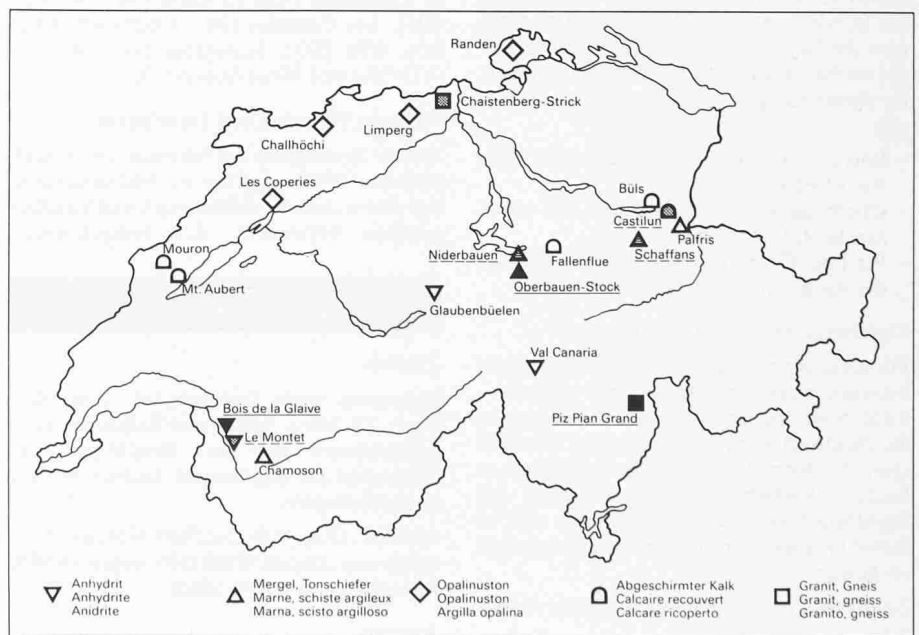 Randen
Chaistenberg-Strick
Limperg
Challhöchi
Les Coperies
Büls
Castilun
Palfris
Mouron
Niderbauen
Fallenflue
Schaffans
Mt. Aubert
Oberbauen-Stock
Glaubenbüelen
Val Canaria
Bois de la Glaive
Piz Pian Grand
Le Montet
Chamoson
Anhydrit
Anhydrite
Anidrite
Mergel, Tonschiefer
Marne, schiste argileux
Marna, scisto argilloso
Opalinuston
Opalinuston
Argilla opalina
Abgeschirmter Kalk
Calcaire recouvert
Calcare ricoperto
Granit, Gneis
Granit, gneiss
Granito, gneiss